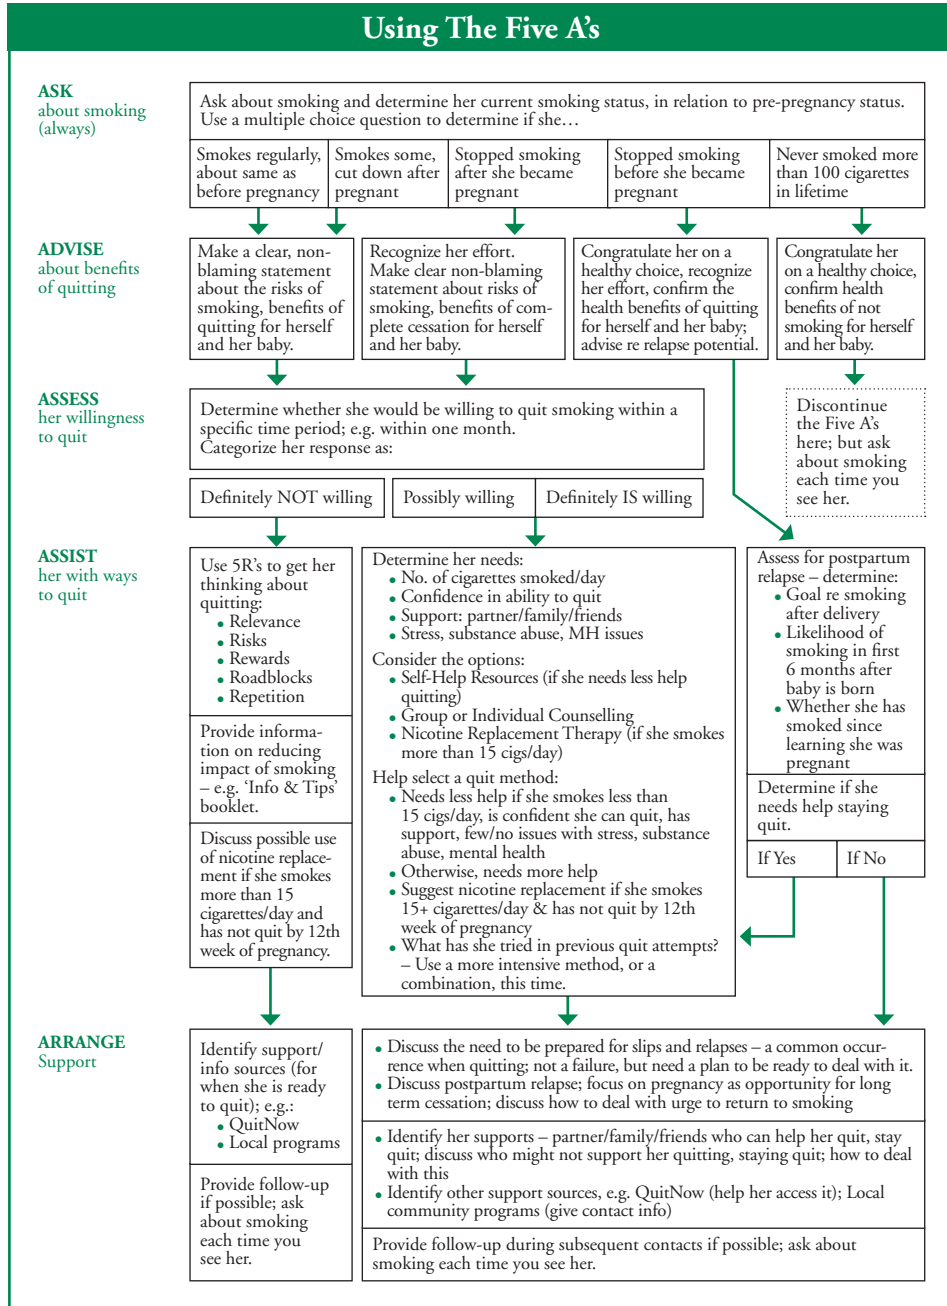 Using The Five A's
ASK
about smoking
(always)
Ask about smoking and determine her current smoking status, in relation to pre-pregnancy status.
Use a multiple choice question to determine if she…
Smokes regularly,
about same as
before pregnancy
Smokes some,
cut down after
pregnant
Stopped smoking
after she became
pregnant
Stopped smoking
before she became
pregnant
Never smoked more
than 100 cigarettes
in lifetime
ADVISE
about benefits
of quitting
Make a clear, non-
blaming statement
about the risks of
smoking, benefits of
quitting for herself
and her baby.
Recognize her effort.
Make clear non-blaming
statement about risks of
smoking, benefits of com-
plete cessation for herself
and her baby.
Congratulate her on a
healthy choice, recognize
her effort, confirm the
health benefits of quitting
for herself and her baby;
advise re relapse potential.
Congratulate her
on a healthy choice,
confirm health
benefits of not
smoking for herself
and her baby.
ASSESS
her willingness
to quit
Determine whether she would be willing to quit smoking within a
specific time period; e.g. within one month.
Categorize her response as:
Discontinue
the Five A's
here; but ask
about smoking
each time you
see her.
Definitely NOT willing
Possibly willing
Definitely IS willing
ASSIST
her with ways
to quit
Use 5R's to get her
thinking about
quitting:
• Relevance
• Risks
• Rewards
• Roadblocks
• Repetition
Provide informa-
tion on reducing
impact of smoking
– e.g. 'Info & Tips'
booklet.
Discuss possible use
of nicotine replace-
ment if she smokes
more than 15
cigarettes/day and
has not quit by 12th
week of pregnancy.
Determine her needs:
• No. of cigarettes smoked/day
• Confidence in ability to quit
• Support: partner/family/friends
• Stress, substance abuse, MH issues
Consider the options:
• Self-Help Resources (if she needs less help
quitting)
• Group or Individual Counselling
• Nicotine Replacement Therapy (if she smokes
more than 15 cigs/day)
Help select a quit method:
• Needs less help if she smokes less than
15 cigs/day, is confident she can quit, has
support, few/no issues with stress, substance
abuse, mental health
• Otherwise, needs more help
• Suggest nicotine replacement if she smokes
15+ cigarettes/day & has not quit by 12th
week of pregnancy
• What has she tried in previous quit attempts?
– Use a more intensive method, or a
combination, this time.
Assess for postpartum
relapse – determine:
• Goal re smoking
after delivery
• Likelihood of
smoking in first
6 months after
baby is born
• Whether she has
smoked since
learning she was
pregnant
Determine if she
needs help staying
quit.
If Yes
If No
ARRANGE
Support
Identify support/
info sources (for
when she is ready
to quit); e.g.:
• QuitNow
• Local programs
Provide follow-up
if possible; ask
about smoking
each time you
see her.
• Discuss the need to be prepared for slips and relapses – a common occur-
rence when quitting; not a failure, but need a plan to be ready to deal with it.
• Discuss postpartum relapse; focus on pregnancy as opportunity for long
term cessation; discuss how to deal with urge to return to smoking
• Identify her supports – partner/family/friends who can help her quit, stay
quit; discuss who might not support her quitting, staying quit; how to deal
with this
• Identify other support sources, e.g. QuitNow (help her access it); Local
community programs (give contact info)
Provide follow-up during subsequent contacts if possible; ask about
smoking each time you see her.